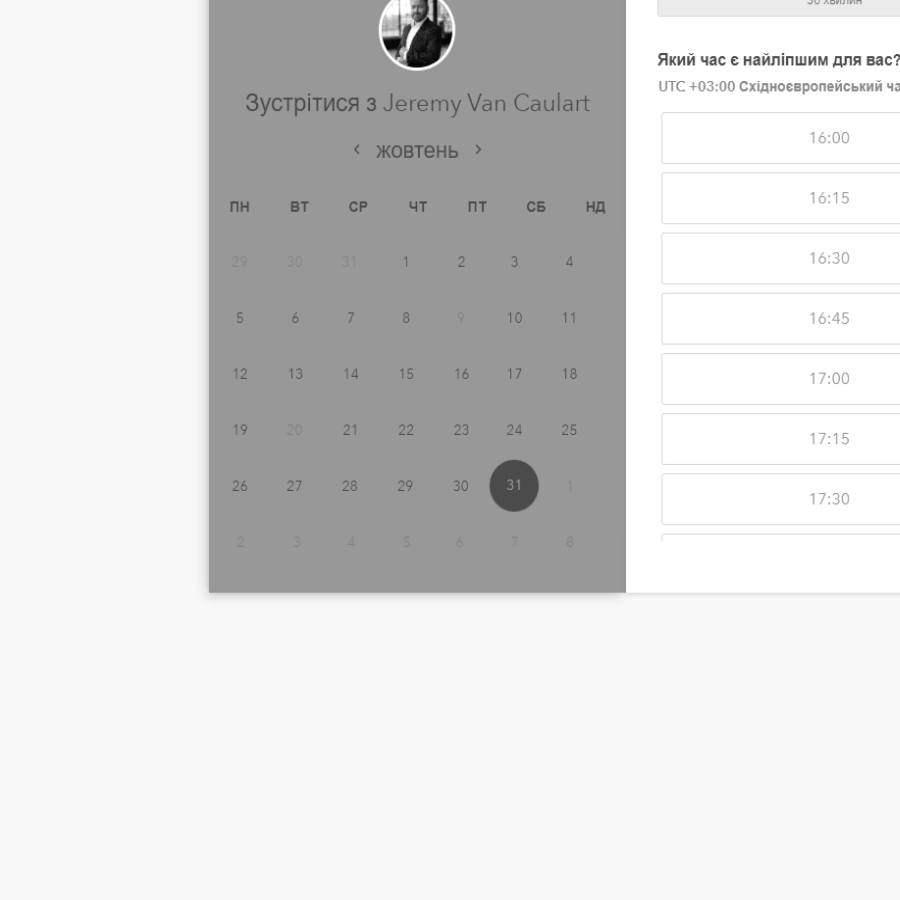 Зустрітися з Jeremy Van Caulart
‹ жовтень ›
ПН ВТ СР ЧТ ПТ СБ НД
29 30 31 1 2 3 4
5 6 7 8 9 10 11
12 13 14 15 16 17 18
19 20 21 22 23 24 25
26 27 28 29 30 31 1
2 3 4 5 6 7 8
30 хвилин
Який час є найліпшим для вас?
UTC +03:00 Східноєвропейський ча
16:00
16:15
16:30
16:45
17:00
17:15
17:30